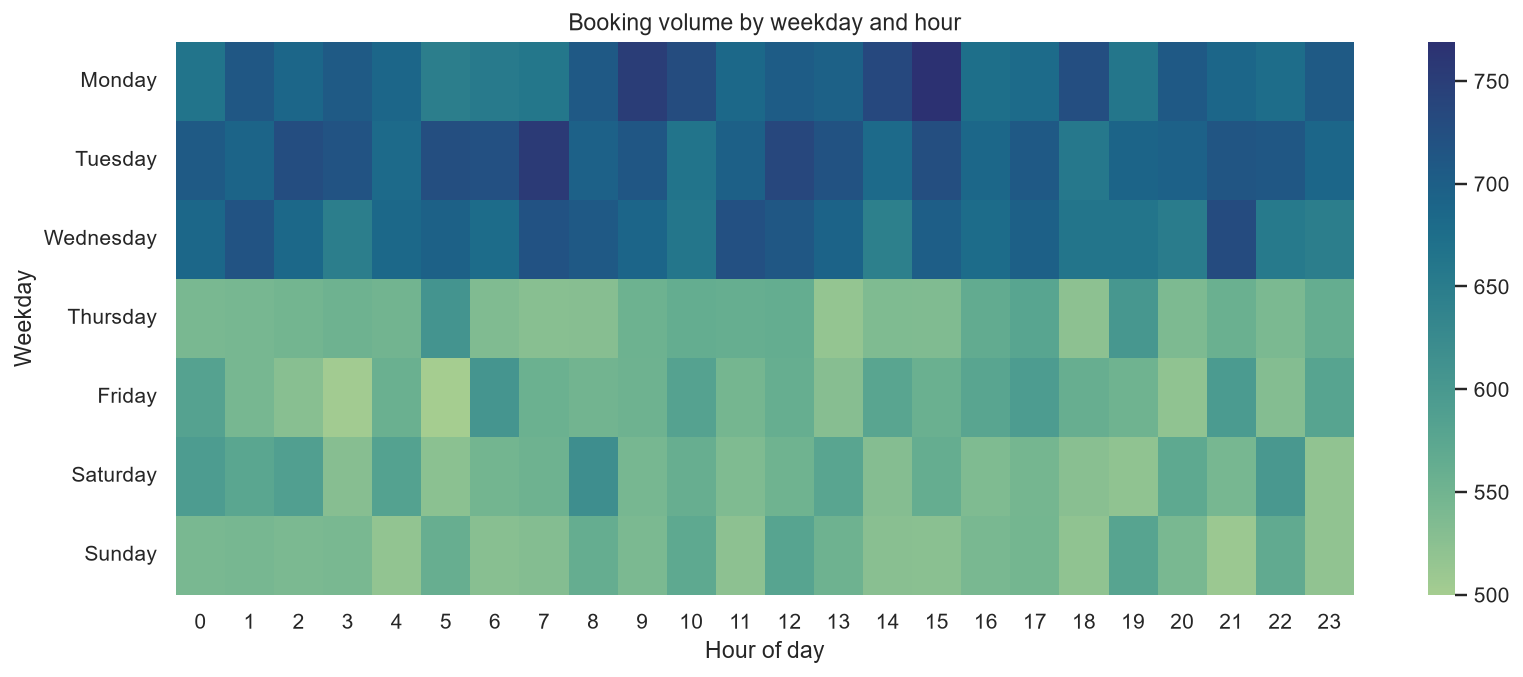 Booking volume by weekday and hour
Weekday
Monday
Tuesday
Wednesday
Thursday
Friday
Saturday
Sunday
0 1 2 3 4 5 6 7 8 9 10 11 12 13 14 15 16 17 18 19 20 21 22 23
Hour of day
750
700
650
600
550
500